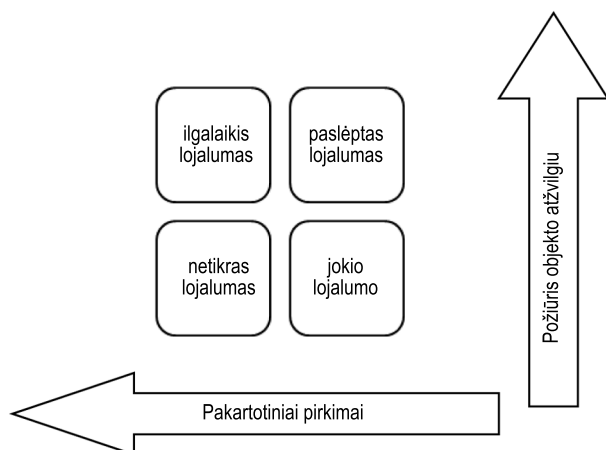 ilgalaikis
lojalumas
paslėptas
lojalumas
netikras
lojalumas
jokio
lojalumo
Požiūris objekto atžvilgiu
Pakartotiniai pirkimai